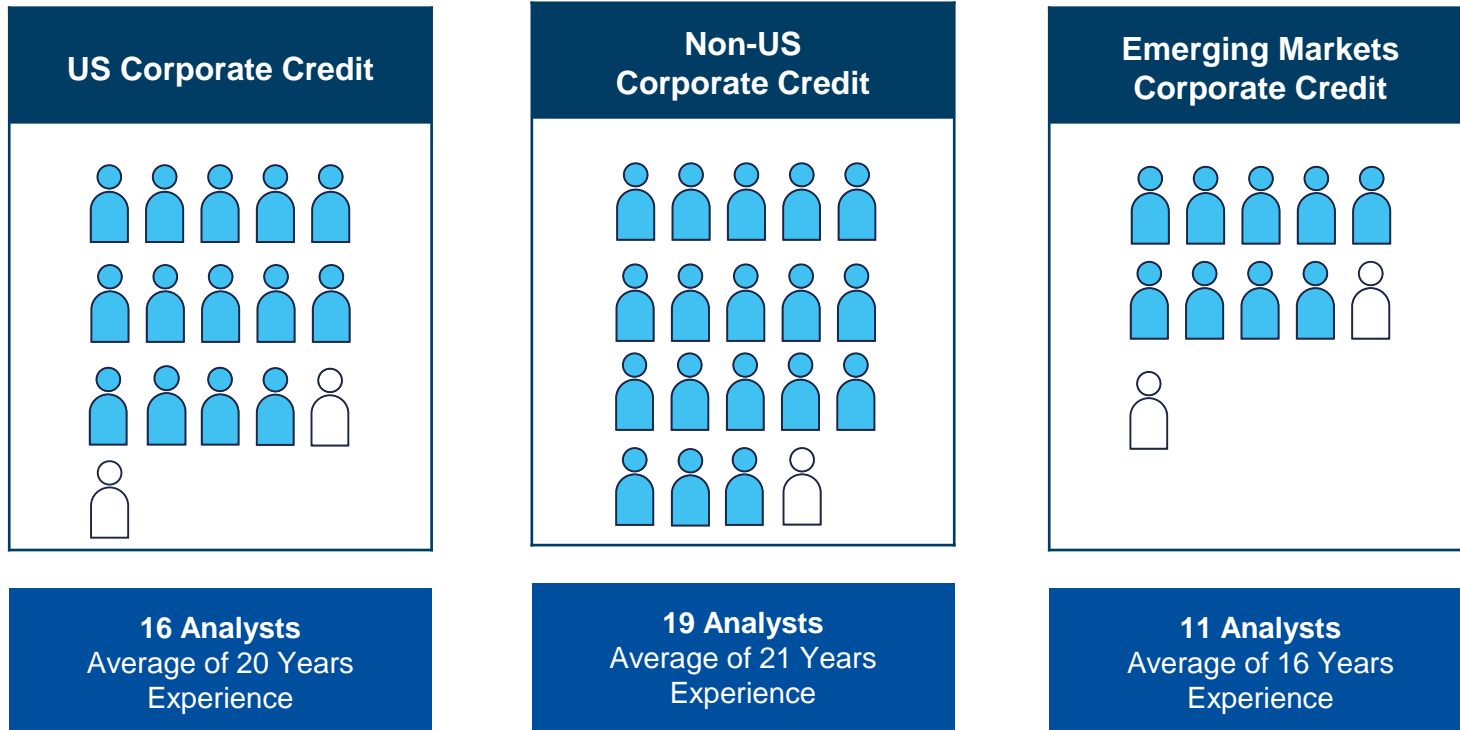 US Corporate Credit
16 Analysts
Average of 20 Years
Experience
Non-US
Corporate Credit
19 Analysts
Average of 21 Years
Experience
Emerging Markets
Corporate Credit
11 Analysts
Average of 16 Years
Experience